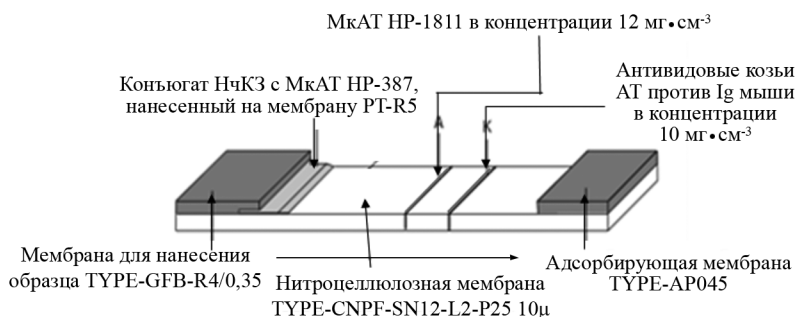 МкАТ HP-1811 в концентрации 12 мг•см-3
Конъюгат НчКЗ с МкАТ HP-387,
нанесенный на мембрану PT-R5
Антивидовые козьи
АТ против Ig мыши
в концентрации
10 мг•см-3
А
К
Мембрана для нанесения
образца TYPE-GFB-R4/0,35
Нитроцеллюлозная мембрана
TYPE-CNPF-SN12-L2-P25 10μ
Адсорбирующая мембрана
TYPE-AP045